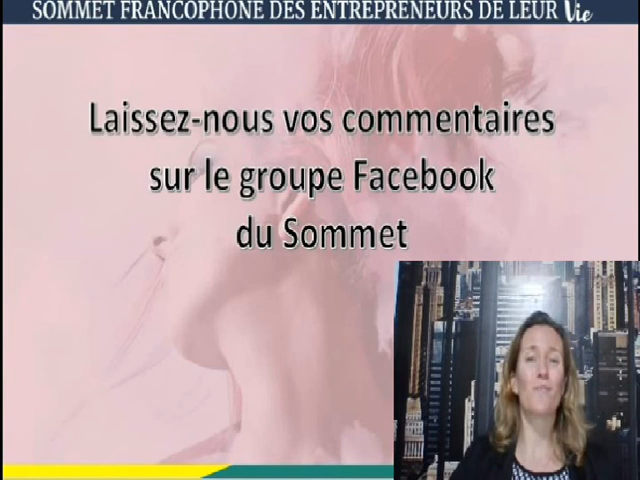 SOMMET FRANCOPHONE DES ENTREPRENEURS DE LEUR Vie
Laissez-nous vos commentaires
sur le groupe Facebook
du Sommet